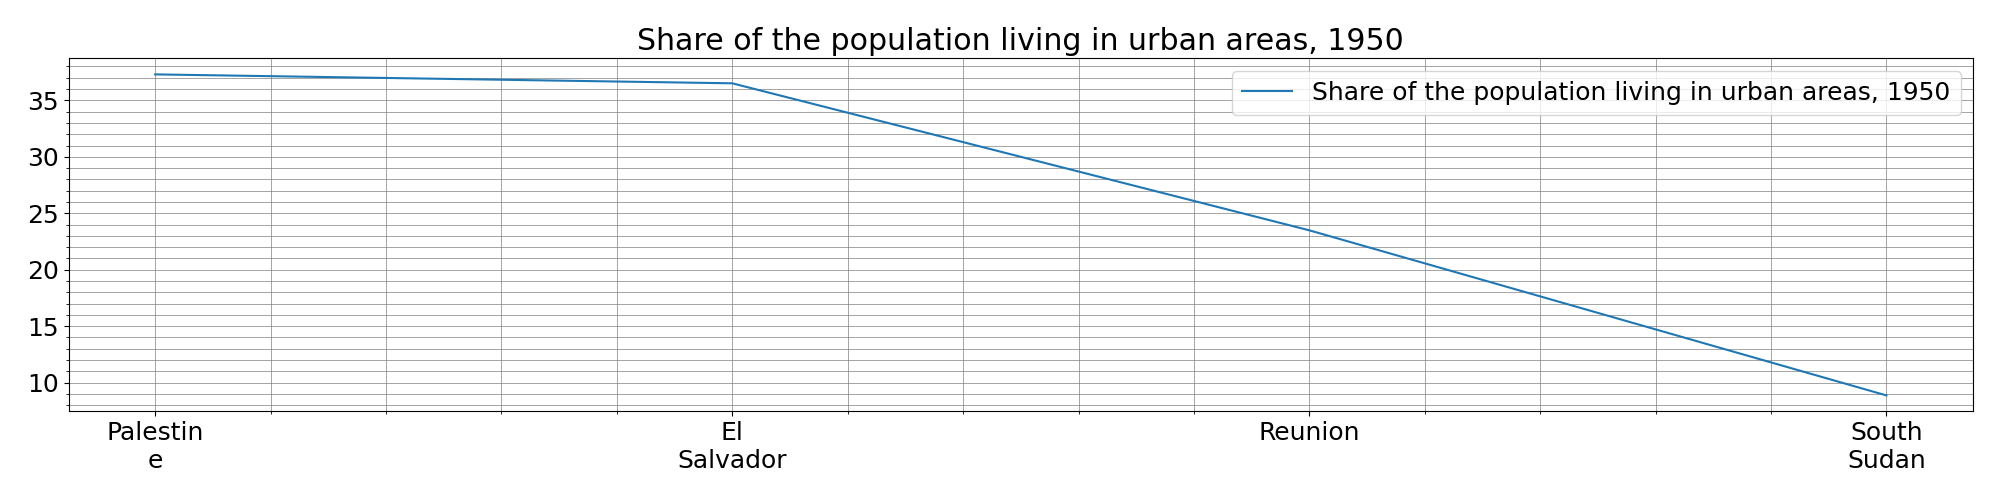 Share of the population living in urban areas, 1950
Share of the population living in urban areas, 1950
35
30
25
20
15
10
Palestin
e
El
Salvador
Reunion
South
Sudan